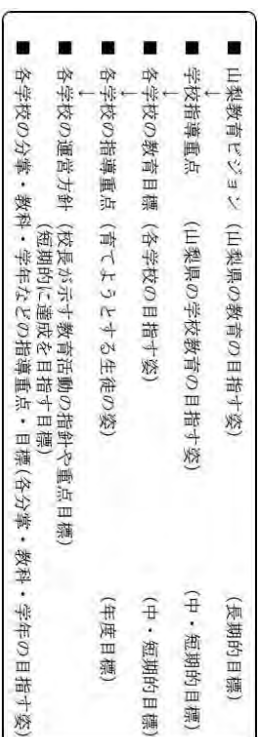 ■ 山梨教育ビジョン (山梨県の教育の目指す姿) (長期的目標)
↓
■ 学校指導重点 (山梨県の学校教育の目指す姿) (中・短期的目標)
↓
■ 各学校の教育目標 (各学校の目指す姿) (中・短期的目標)
↓
■ 各学校の指導重点 (育てようとする生徒の姿) (年度目標)
↓
■ 各学校の運営方針 (校長が示す教育活動の指針や重点目標)
(短期的に達成を目指す目標)
■ 各学校の分掌・教科・学年などの指導重点・目標(各分掌・教科・学年の目指す姿)